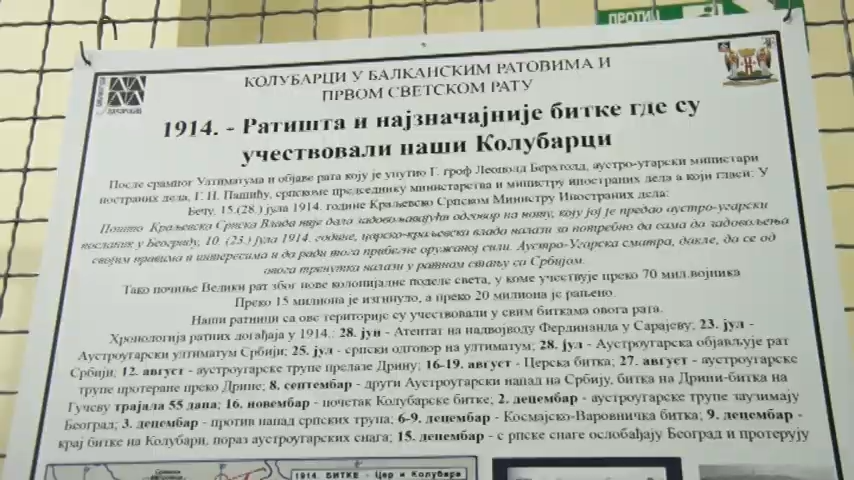 ПРОТИВ
КОЛУБАРЦИ У БАЛКАНСКИМ РАТОВИМА И
ПРВОМ СВЕТСКОМ РАТУ
1914. - Ратишта и најзначајније битке где су
учествовали наши Колубарци
После срамног Ултиматума и објаве рата коју је упутио Г. гроф Леополд Берхтолд, аустро-угарски министари
ностраних дела, Г. Н. Пашићу, српскоме председнику министарства и министру иностраних дела а који гласи: У
Бечу, 15.(28.) јула 1914. године Краљевско Српском Министру Иностраних дела:
Пошто Краљевска Српска Влада није дала задовољавајући одговор на ноту, коју јој је предао аустро-угарски
посланик у Београду, 10. (23.) јула 1914. године, царско-краљевска влада налази за потребно да сама да задовољења
својим правима и интересима и да ради тога прибегне оружаној сили. Аустро-Угарска сматра, дакле, да се од
овога тренутка налази у ратном стању са Србијом.
Тако почиње Велики рат због нове колонијалне поделе света, у коме учествује преко 70 мил.војника
Преко 15 милиона је изгинуло, а преко 20 милиона је рањено.
Наши ратници са ове територије су учествовали у свим биткама овога рата.
Хронологија ратних догађаја у 1914.: 28. јун - Атентат на надвојводу Фердинанда у Сарајеву; 23. јул -
Аустроугарски ултиматум Србији; 25. јул - српски одговор на ултиматум; 28. јул - Аустроугарска објављује рат
Србији; 12. август - аустроугарске трупе прелазе Дрину; 16-19. август - Церска битка; 27. август - аустроугарске
трупе протеране преко Дрине; 8. септембар - други Аустроугарски напад на Србију, битка на Дрини-битка на
Гучеву трајала 55 дана; 16. новембар - почетак Колубарске битке; 2. децембар - аустроугарске трупе заузимају
Београд; 3. децембар - против напад српских трупа; 6-9. децембар - Космајско-Варовничка битка; 9. децембар -
крај битке на Колубари, пораз аустроугарских снага; 15. децембар - с рпске снаге ослобађају Београд и протерују
1914. БИТКЕ - Цер и Колубара